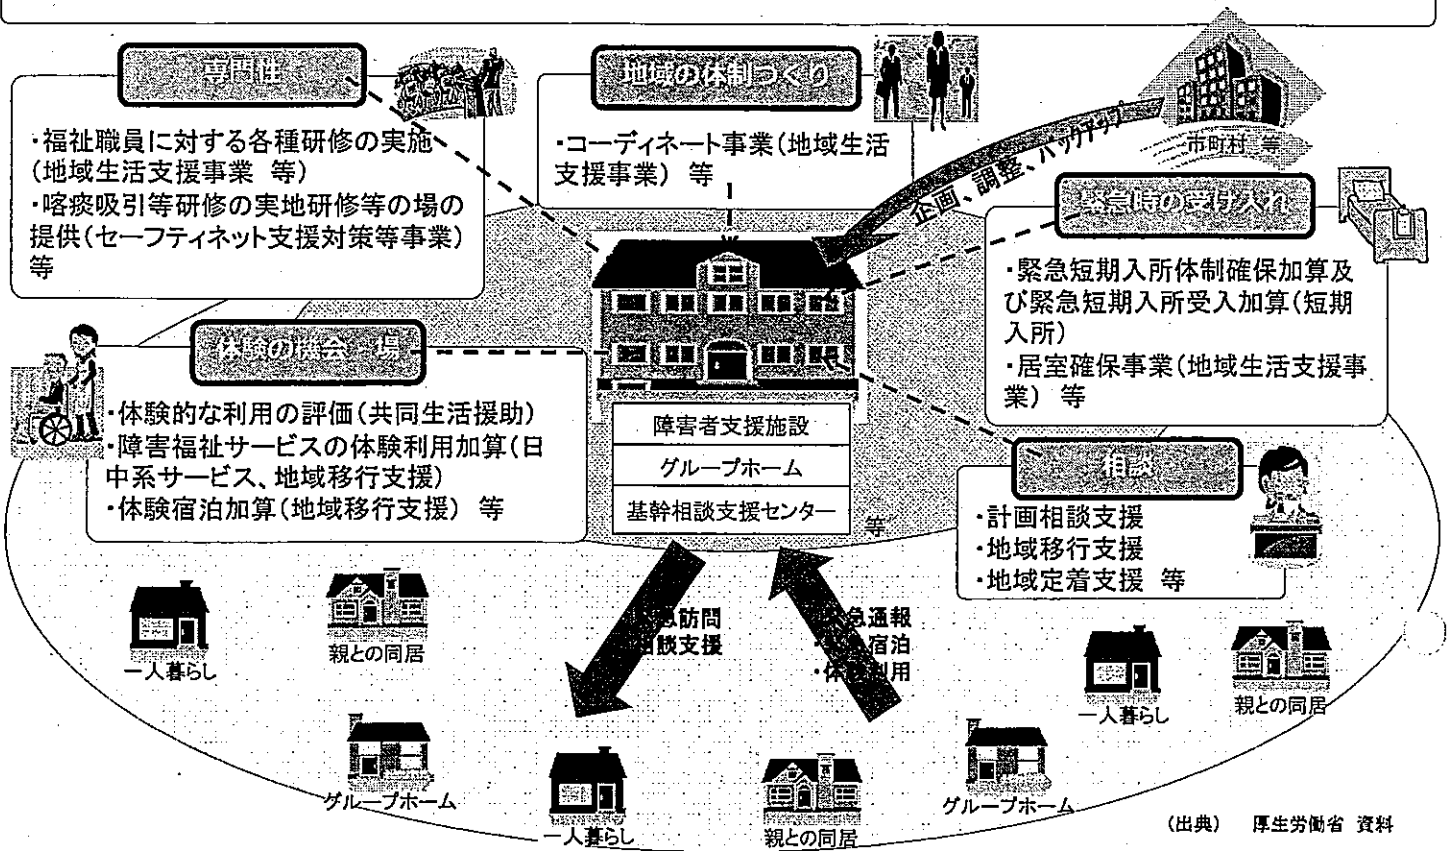 専門性
・福祉職員に対する各種研修の実施
(地域生活支援事業 等)
・喀痰吸引等研修の実地研修等の場の
提供(セーフティネット支援対策等事業)
等
地域の体制づくり
・コーディネート事業(地域生活
支援事業) 等
市町村 等
企画、調整、バックアップ
緊急時の受け入れ
・緊急短期入所体制確保加算及
び緊急短期入所受入加算(短期
入所)
・居室確保事業(地域生活支援事
業) 等
体験の機会・場
・体験的な利用の評価(共同生活援助)
・障害福祉サービスの体験利用加算(日
中系サービス、地域移行支援)
・体験宿泊加算(地域移行支援) 等
障害者支援施設
グループホーム
基幹相談支援センター
等
相談
・計画相談支援
・地域移行支援
・地域定着支援 等
急訪問
談支援
急通報
宿泊
・体験利用
一人暮らし
親との同居
グループホーム
一人暮らし
親との同居
グループホーム
一人暮らし
親との同居
(出典) 厚生労働省 資料